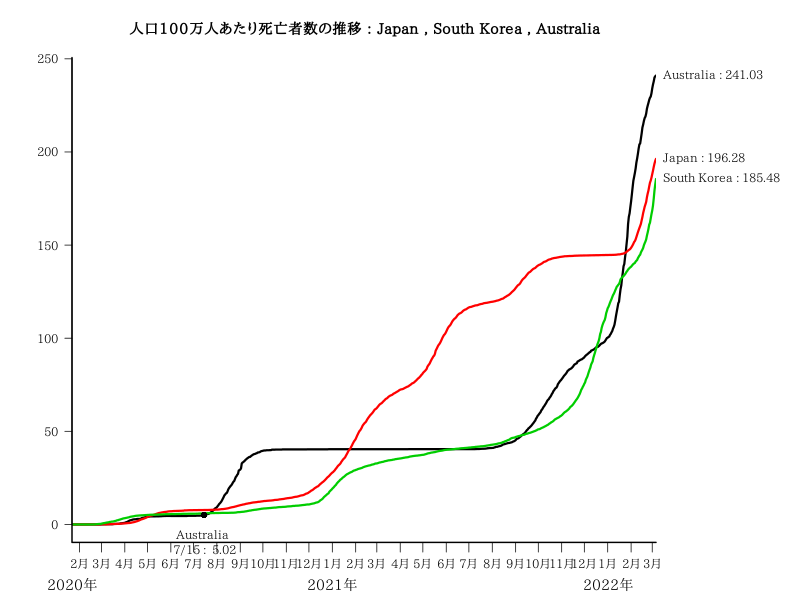 人口100万人あたり死亡者数の推移 : Japan , South Korea , Australia
250
200
150
100
50
0
Australia : 241.03
Japan : 196.28
South Korea : 185.48
Australia
7/15 : 5.02
2月 3月 4月 5月 6月 7月 8月 9月 10月 11月 12月 1月 2月 3月 4月 5月 6月 7月 8月 9月 10月 11月 12月 1月 2月 3月
2020年 2021年 2022年